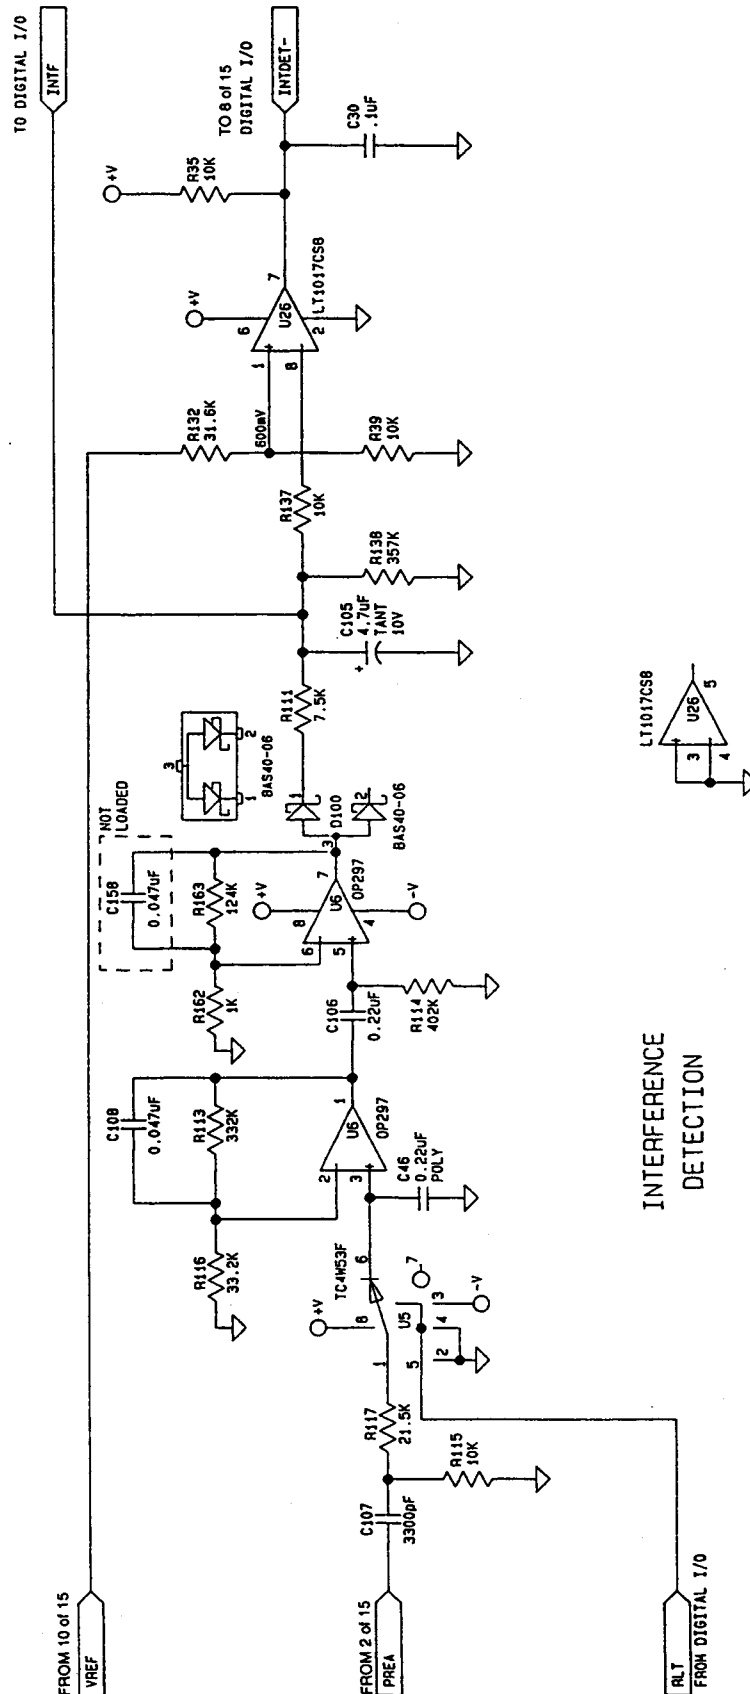 TO DIGITAL I/O
INTF
TO 8 of 15
DIGITAL I/O
INTDET-
C30
.1UF
+V
R35
10K
+V
6
7
U26
LT1017CS8
1
8
2
R132
31.6K
600mV
R39
10K
R137
10K
R138
357K
C105
4.7UF
TANT
10V
+
R111
7.5K
3
1
2
BAS40-06
1
D100
2
3
BAS40-06
NOT
LOADED
C158
0.047UF
R163
124K
R162
1K
+V
8
7
U6
OP297
6
5
4
-V
C106
0.22UF
R114
402K
C108
0.047UF
R113
332K
R116
33.2K
1
U6
OP297
2
3
C46
0.22UF
POLY
TC4W53F
6
+V
8
7
U5
3
-V
4
2
5
1
R117
21.5K
R115
10K
C107
3300pF
FROM 10 of 15
VREF
FROM 2 of 15
PREA
RLT
FROM DIGITAL I/O
LT1017CS8
U26
3
4
5
INTERFERENCE
DETECTION